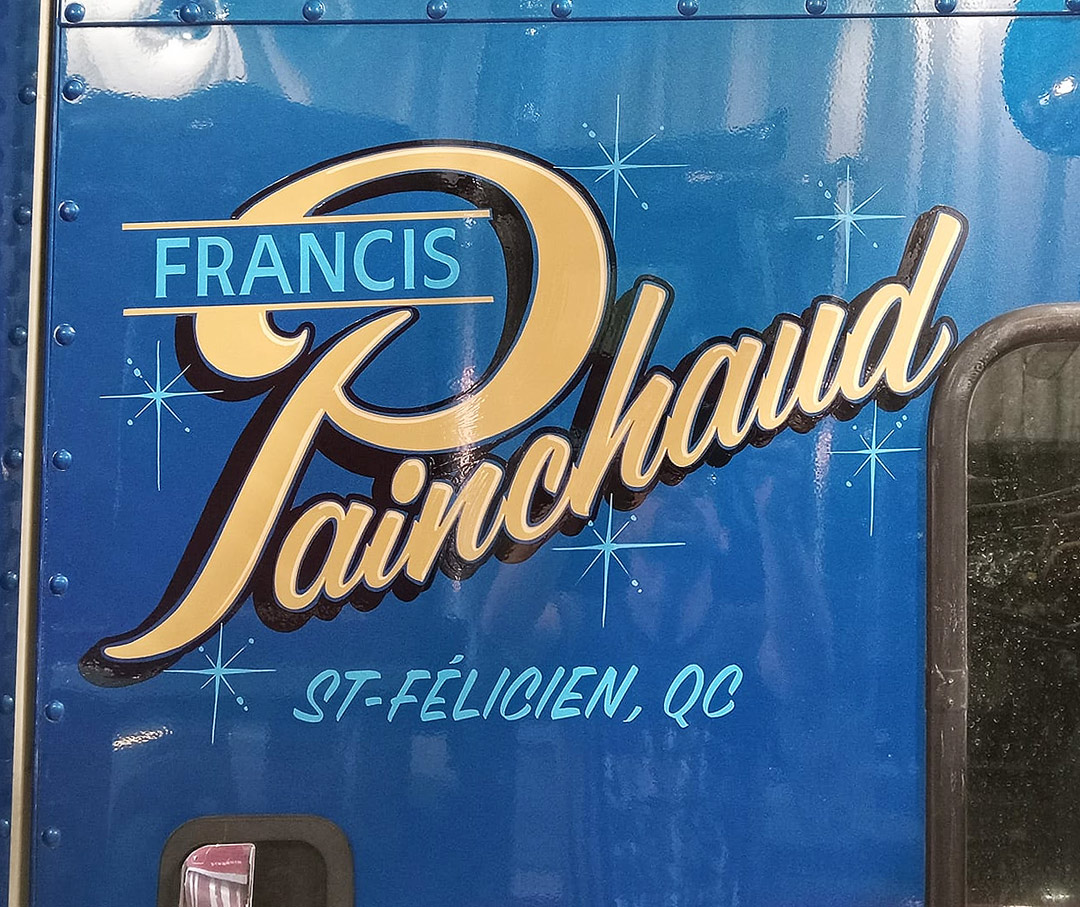 FRANCIS
Painchaud
ST-FÉLICIEN, QC